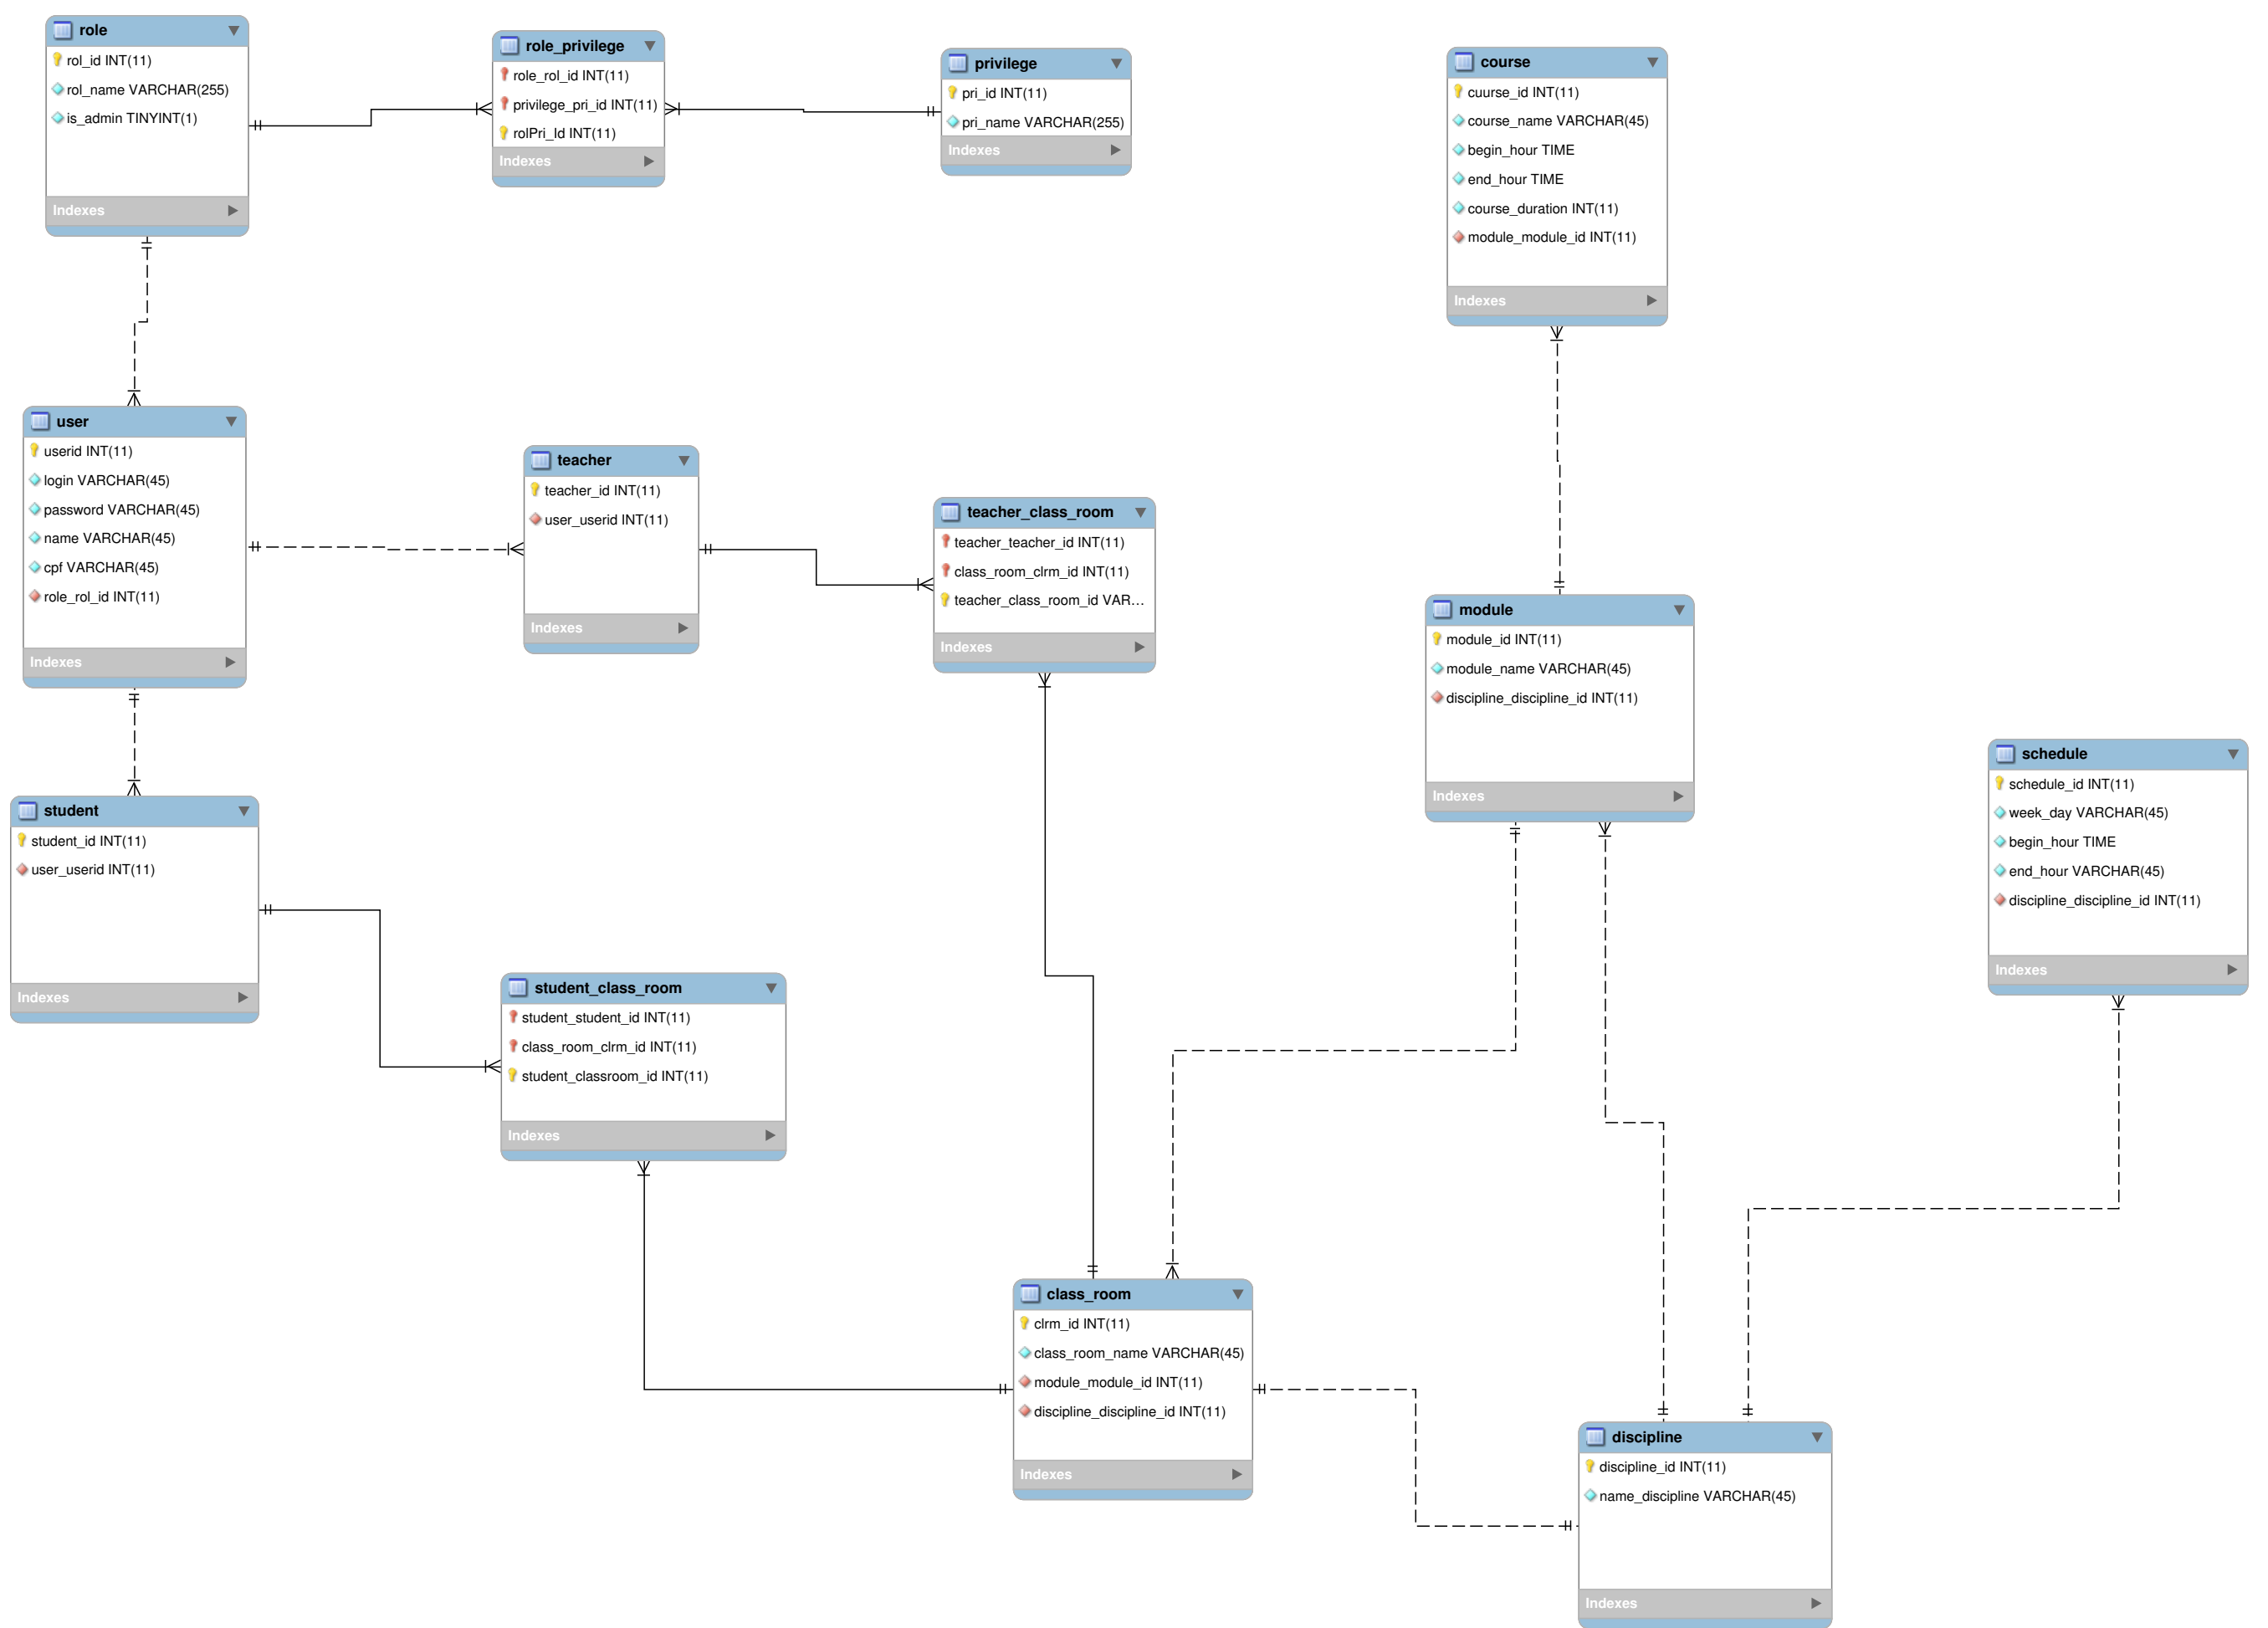 role
rol_id INT(11)
rol_name VARCHAR(255)
is_admin TINYINT(1)
Indexes
role_privilege
role_rol_id INT(11)
privilege_pri_id INT(11)
rolPri_Id INT(11)
Indexes
privilege
pri_id INT(11)
pri_name VARCHAR(255)
Indexes
course
cuurse_id INT(11)
course_name VARCHAR(45)
begin_hour TIME
end_hour TIME
course_duration INT(11)
module_module_id INT(11)
Indexes
user
userid INT(11)
login VARCHAR(45)
password VARCHAR(45)
name VARCHAR(45)
cpf VARCHAR(45)
role_rol_id INT(11)
Indexes
teacher
teacher_id INT(11)
user_userid INT(11)
Indexes
teacher_class_room
teacher_teacher_id INT(11)
class_room_clrm_id INT(11)
teacher_class_room_id VAR...
Indexes
module
module_id INT(11)
module_name VARCHAR(45)
discipline_discipline_id INT(11)
Indexes
schedule
schedule_id INT(11)
week_day VARCHAR(45)
begin_hour TIME
end_hour VARCHAR(45)
discipline_discipline_id INT(11)
Indexes
student
student_id INT(11)
user_userid INT(11)
Indexes
student_class_room
student_student_id INT(11)
class_room_clrm_id INT(11)
student_classroom_id INT(11)
Indexes
class_room
clrm_id INT(11)
class_room_name VARCHAR(45)
module_module_id INT(11)
discipline_discipline_id INT(11)
Indexes
discipline
discipline_id INT(11)
name_discipline VARCHAR(45)
Indexes